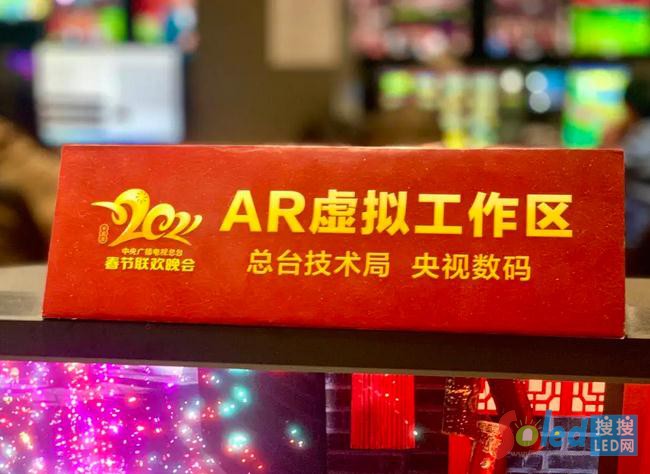 2021
中央广播电视总台
春节联欢晚会
AR虚拟工作区
总台技术局 央视数码
搜搜
LED网